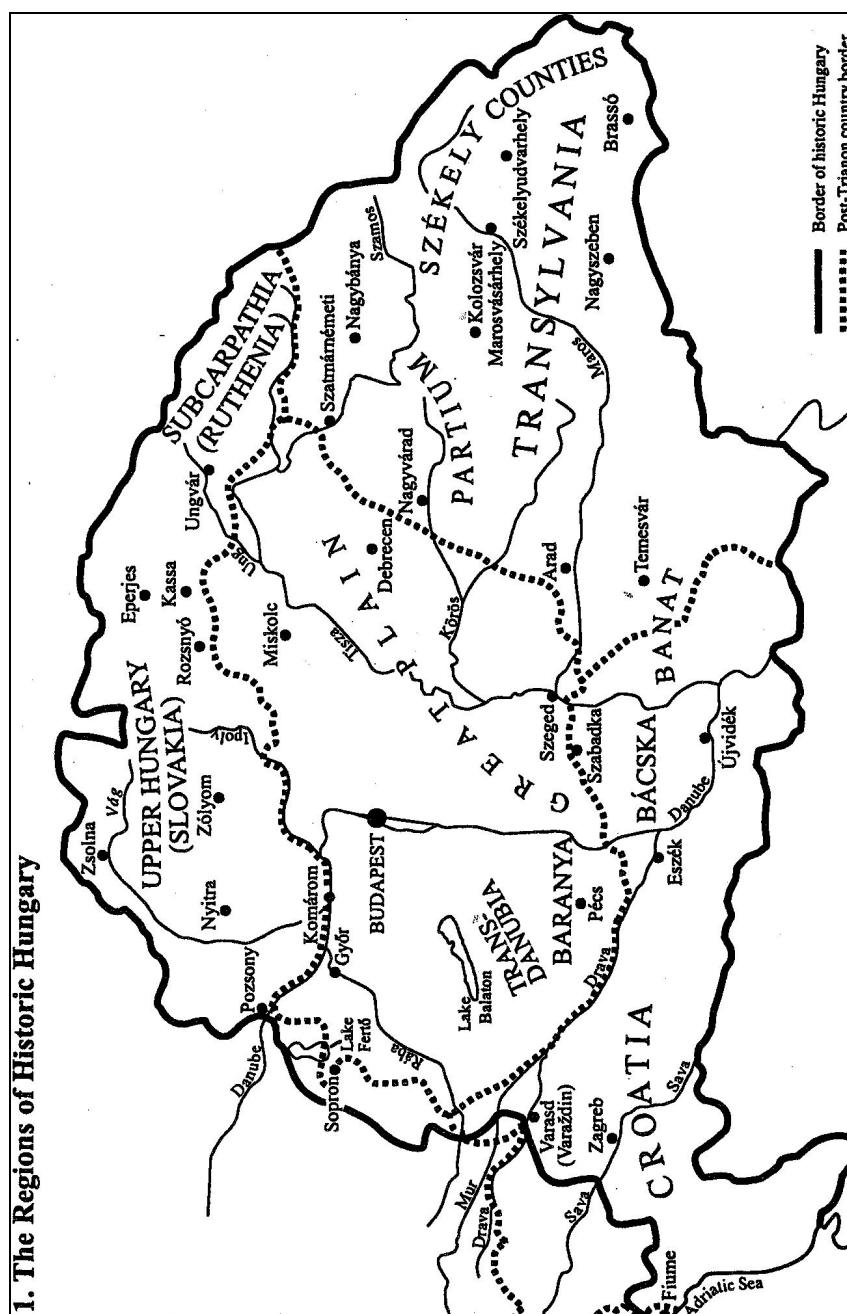 1. The Regions of Historic Hungary
Zsolna
Vág
UPPER HUNGARY
(SLOVAKIA)
Nyitra
Zólyom
Ipoly
Rozsnyó
Kassa
Eperjes
Miskolc
Ungvár
Ung
SUBCARPATHIA
(RUTHENIA)
Danube
Pozsony
Komárom
Győr
Sopron
Lake
Fertő
Rába
BUDAPEST
Tisza
GREAT PLAIN
Debrecen
Szatmárnémeti
Nagybánya
Szamos
Nagyvárad
PARTIUM
Körös
Kolozsvár
Marosvásárhely
SZÉKELY COUNTIES
Székelyudvarhely
TRANSYLVANIA
Maros
Nagyszeben
Brassó
Lake
Balaton
TRANS-
DANUBIA
BARANYA
Pécs
Szeged
Szabadka
Arad
Temesvár
BANAT
BÁCSKA
Újvidék
Danube
Eszék
Drava
Mur
Drava
Varasd
(Varaždin)
Zagreb
Sava
Sava
CROATIA
Fiume
Adriatic Sea
Border of historic Hungary
Post-Trianon country border